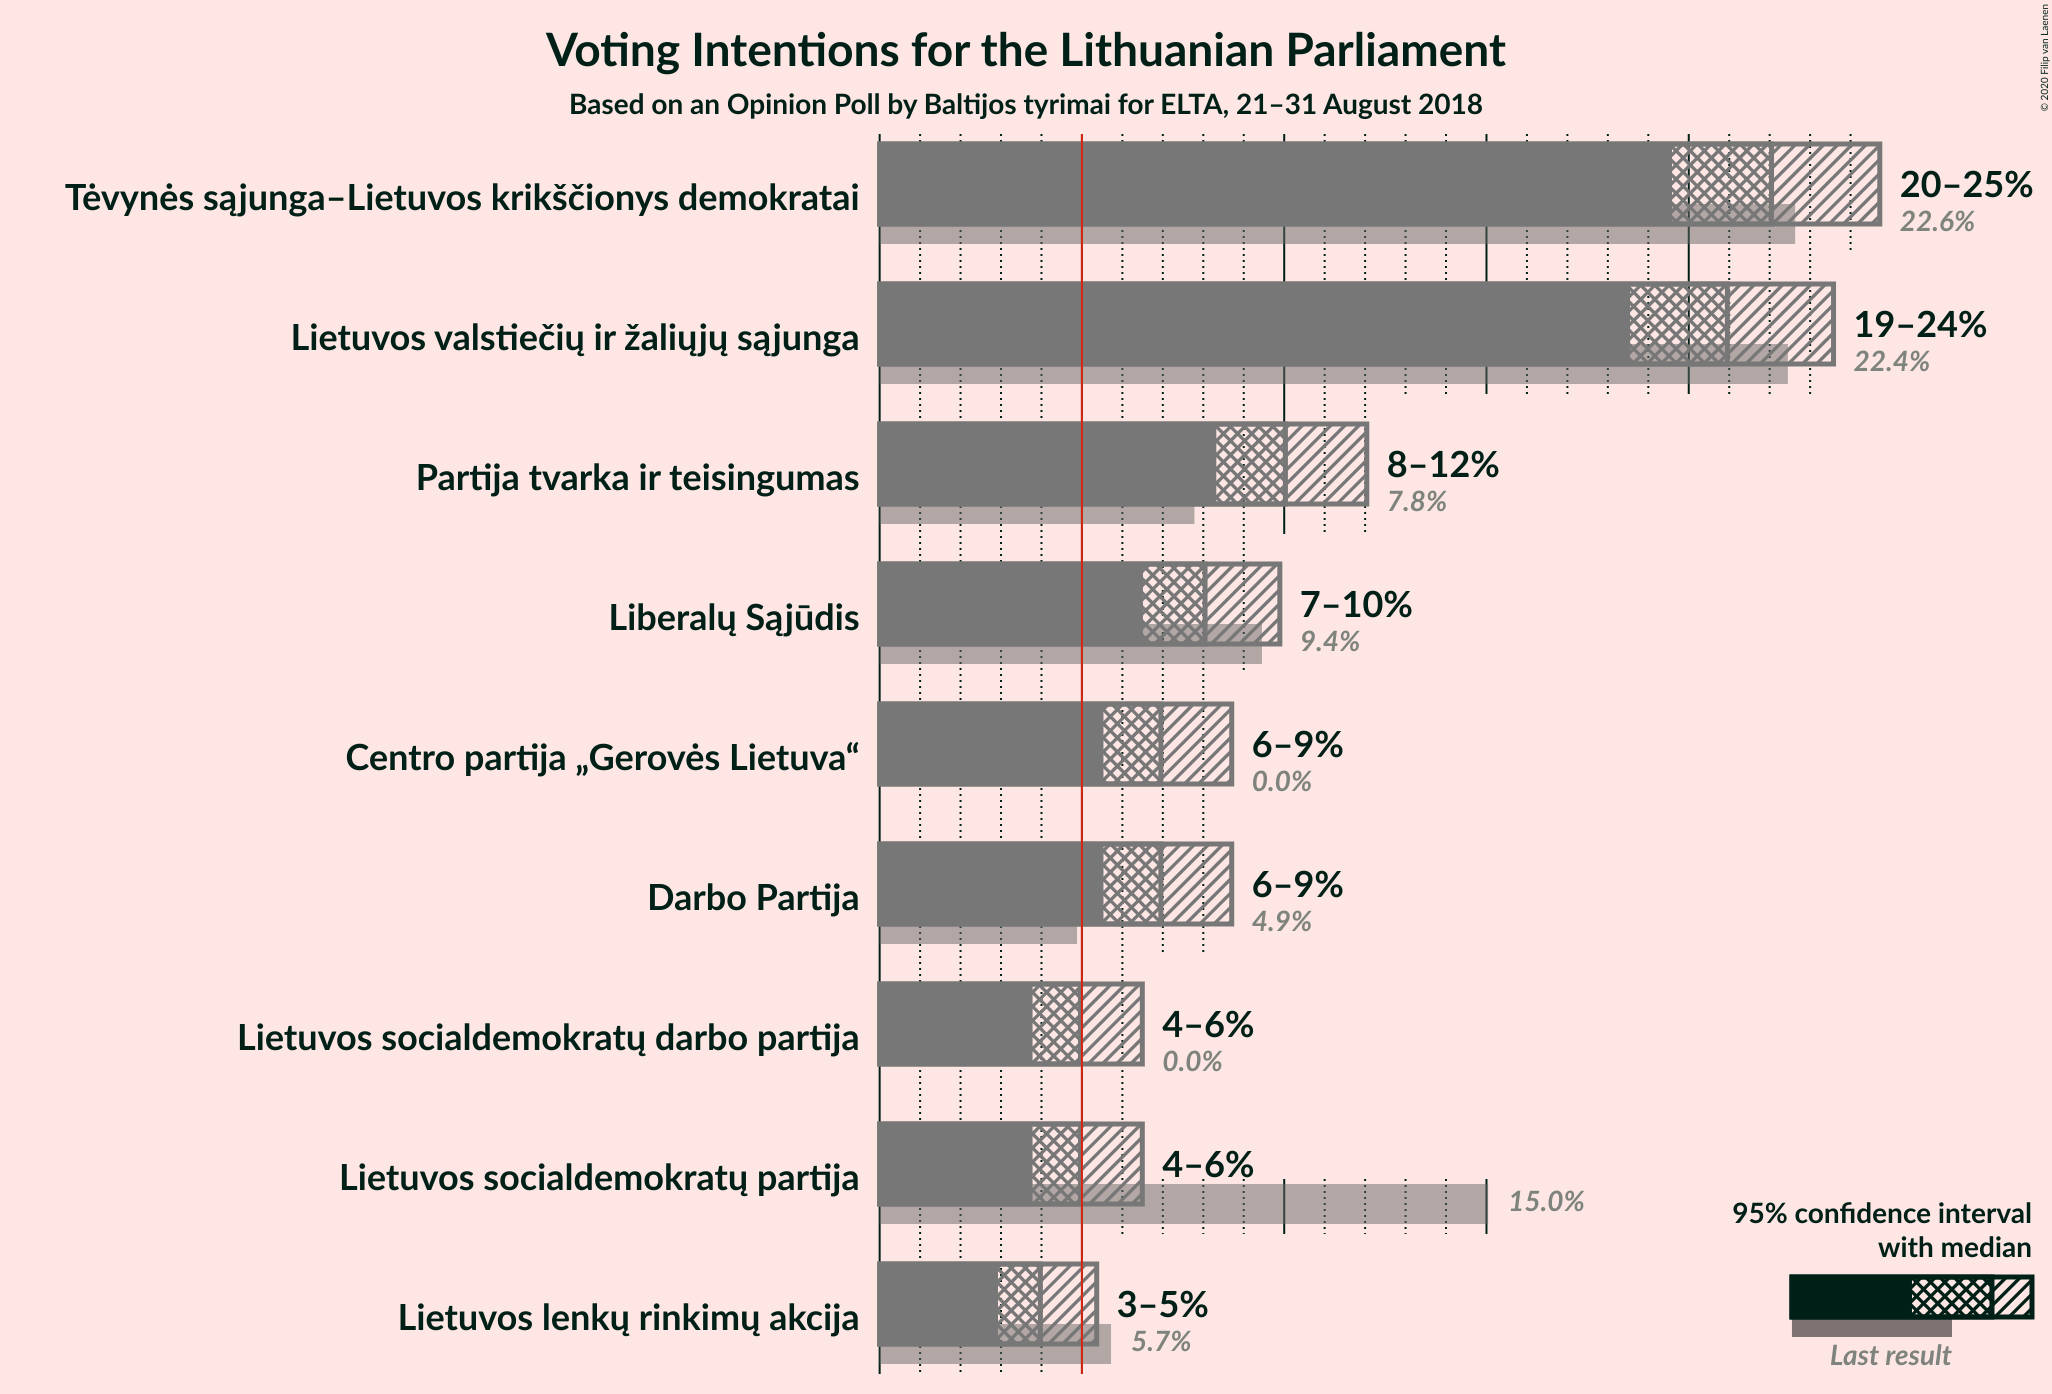 Voting Intentions for the Lithuanian Parliament
Based on an Opinion Poll by Baltijos tyrimai for ELTA, 21–31 August 2018
© 2020 Filip van Laenen
Tėvynės sąjunga–Lietuvos krikščionys demokratai
20–25%
22.6%
Lietuvos valstiečių ir žaliųjų sąjunga
19–24%
22.4%
Partija tvarka ir teisingumas
8–12%
7.8%
Liberalų Sąjūdis
7–10%
9.4%
Centro partija „Gerovės Lietuva“
6–9%
0.0%
Darbo Partija
6–9%
4.9%
Lietuvos socialdemokratų darbo partija
4–6%
0.0%
Lietuvos socialdemokratų partija
4–6%
15.0%
Lietuvos lenkų rinkimų akcija
3–5%
5.7%
95% confidence interval
with median
Last result